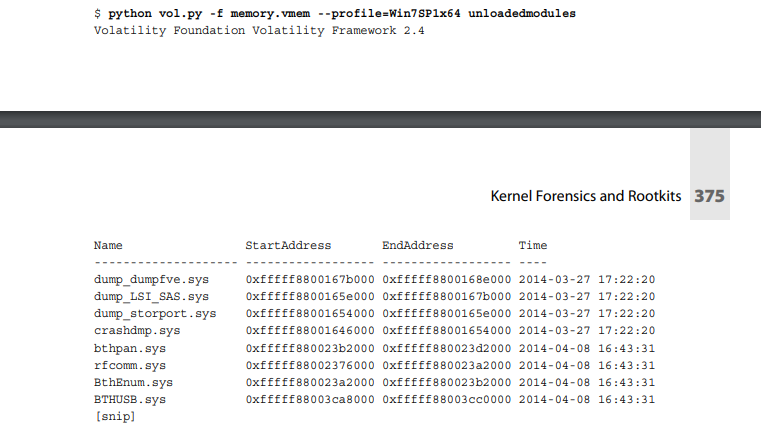 $ python vol.py -f memory.vmem --profile=Win7SP1x64 unloadedmodules
Volatility Foundation Volatility Framework 2.4
Kernel Forensics and Rootkits 375
Name StartAddress EndAddress Time
-------------------- ------------------ ------------------ ----
dump_dumpfve.sys 0xfffff8800167b000 0xfffff8800168e000 2014-03-27 17:22:20
dump_LSI_SAS.sys 0xfffff8800165e000 0xfffff8800167b000 2014-03-27 17:22:20
dump_storport.sys 0xfffff88001654000 0xfffff8800165e000 2014-03-27 17:22:20
crashdmp.sys 0xfffff88001646000 0xfffff88001654000 2014-03-27 17:22:20
bthpan.sys 0xfffff880023b2000 0xfffff880023d2000 2014-04-08 16:43:31
rfcomm.sys 0xfffff88002376000 0xfffff880023a2000 2014-04-08 16:43:31
BthEnum.sys 0xfffff880023a2000 0xfffff880023b2000 2014-04-08 16:43:31
BTHUSB.sys 0xfffff88003ca8000 0xfffff88003cc0000 2014-04-08 16:43:31
[snip]